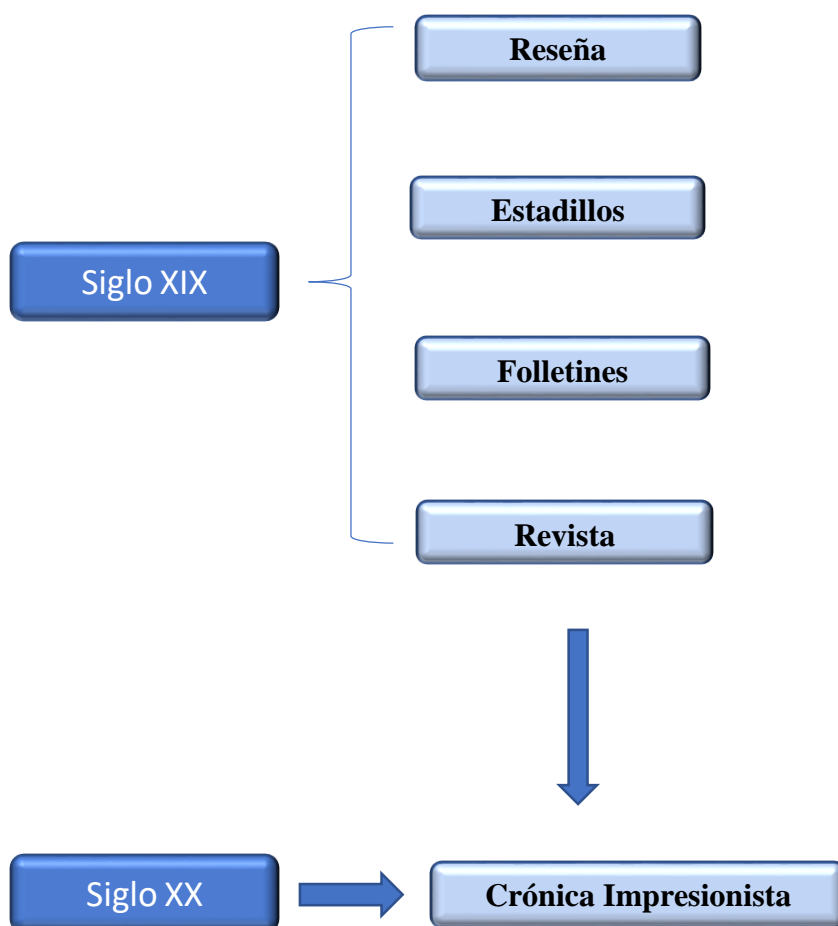 Reseña
Estadillos
Siglo XIX
Folletines
Revista
Siglo XX
Crónica Impresionista